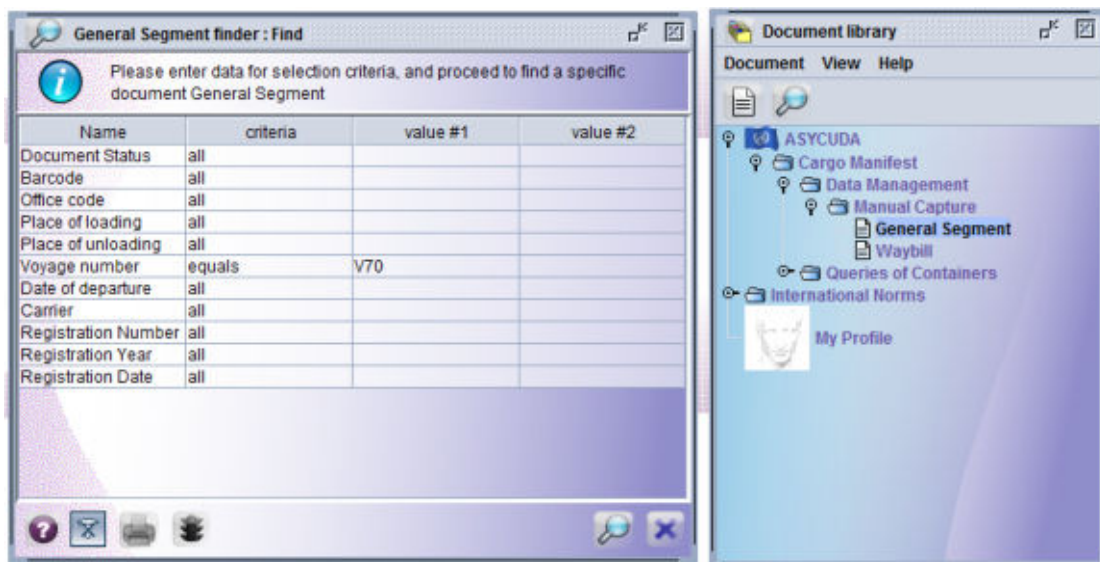 General Segment finder : Find
Please enter data for selection criteria, and proceed to find a specific
document General Segment
Name criteria value #1 value #2
Document Status all
Barcode all
Office code all
Place of loading all
Place of unloading all
Voyage number equals V70
Date of departure all
Carrier all
Registration Number all
Registration Year all
Registration Date all
Document library
Document View Help
ASYCUDA
Cargo Manifest
Data Management
Manual Capture
General Segment
Waybill
Queries of Containers
International Norms
My Profile